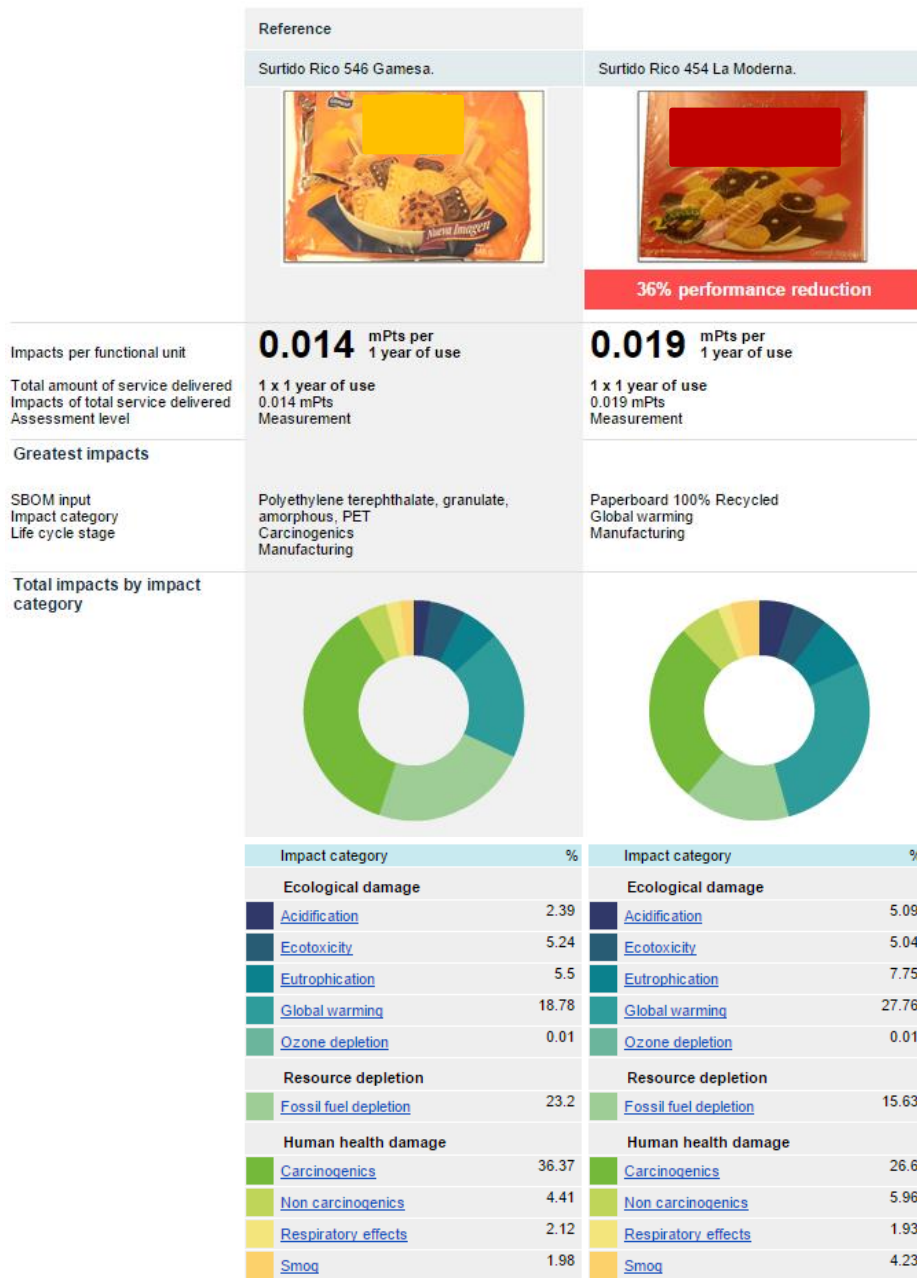 Reference
Surtido Rico 546 Gamesa.
Surtido Rico 454 La Moderna.
Nueva Imagen
36% performance reduction
Impacts per functional unit
0.014 mPts per 1 year of use
0.019 mPts per 1 year of use
Total amount of service delivered
1 x 1 year of use
1 x 1 year of use
Impacts of total service delivered
0.014 mPts
0.019 mPts
Assessment level
Measurement
Measurement
Greatest impacts
SBOM input
Impact category
Life cycle stage
Polyethylene terephthalate, granulate,
amorphous, PET
Carcinogenics
Manufacturing
Paperboard 100% Recycled
Global warming
Manufacturing
Total impacts by impact
category
Impact category %
Ecological damage
Acidification 2.39
Ecotoxicity 5.24
Eutrophication 5.5
Global warming 18.78
Ozone depletion 0.01
Resource depletion
Fossil fuel depletion 23.2
Human health damage
Carcinogenics 36.37
Non carcinogenics 4.41
Respiratory effects 2.12
Smog 1.98
Impact category %
Ecological damage
Acidification 5.09
Ecotoxicity 5.04
Eutrophication 7.75
Global warming 27.76
Ozone depletion 0.01
Resource depletion
Fossil fuel depletion 15.63
Human health damage
Carcinogenics 26.6
Non carcinogenics 5.96
Respiratory effects 1.93
Smog 4.23